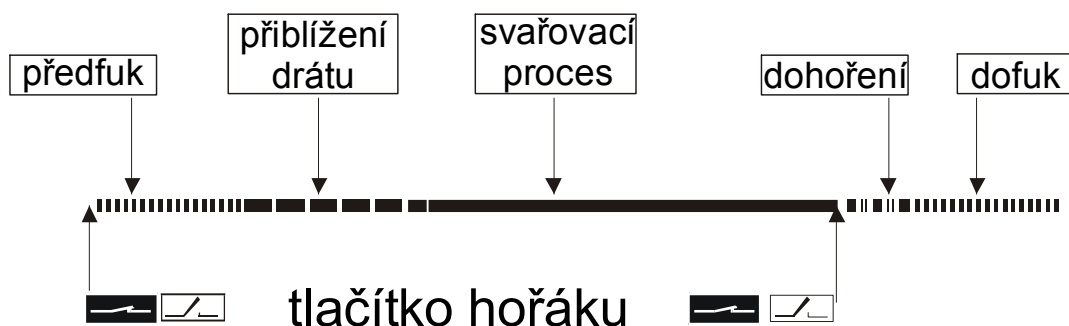 předfuk
přiblížení
drátu
svařovací
proces
dohoření
dofuk
tlačítko hořáku